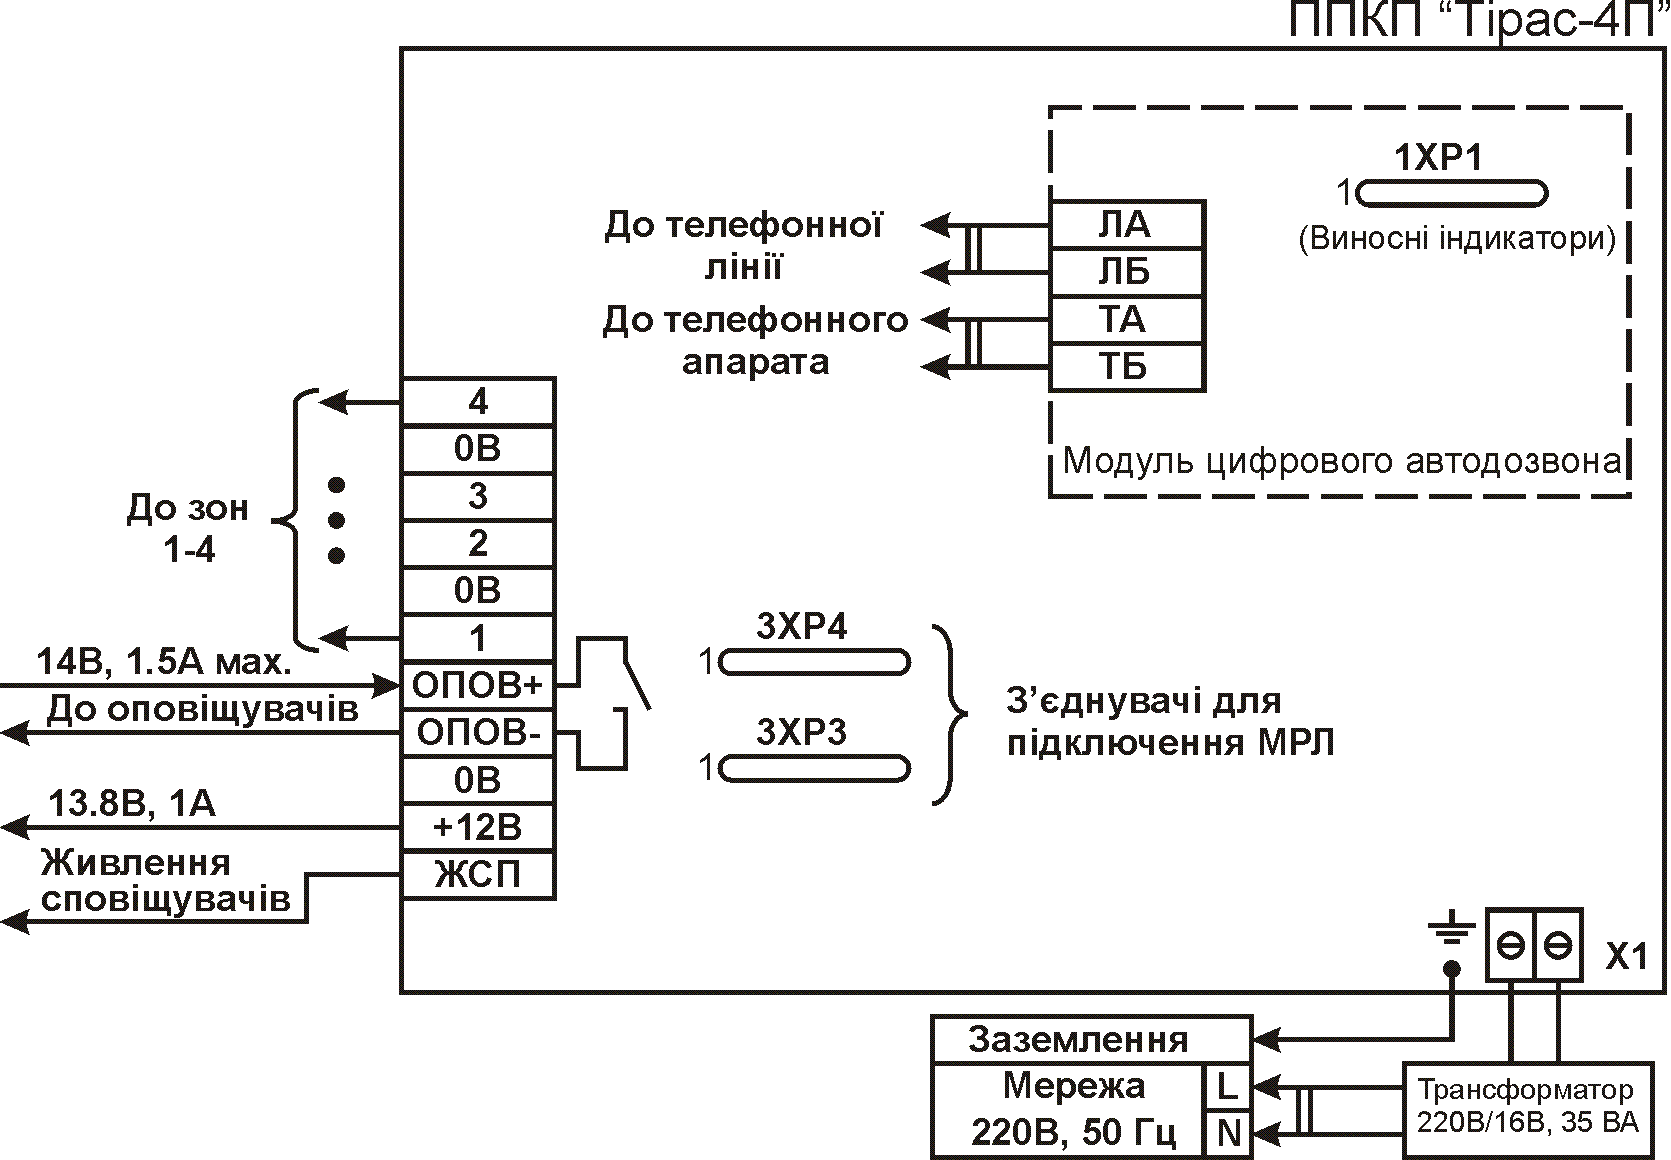 ППКП “Тірас-4П”
1XP1
1
(Виносні індикатори)
До телефонної
лінії
До телефонного
апарата
ЛА
ЛБ
ТА
ТБ
Модуль цифрового автодозвона
До зон
1-4
4
0В
3
2
0В
1
ОПОВ+
ОПОВ-
0В
+12В
ЖСП
14В, 1.5А мах.
До оповіщувачів
13.8В, 1А
Живлення
сповіщувачів
3XP4
1
3XP3
1
З’єднувачі для
підключення МРЛ
X1
Заземлення
Мережа
220В, 50 Гц
L
N
Трансформатор
220В/16В, 35 ВА